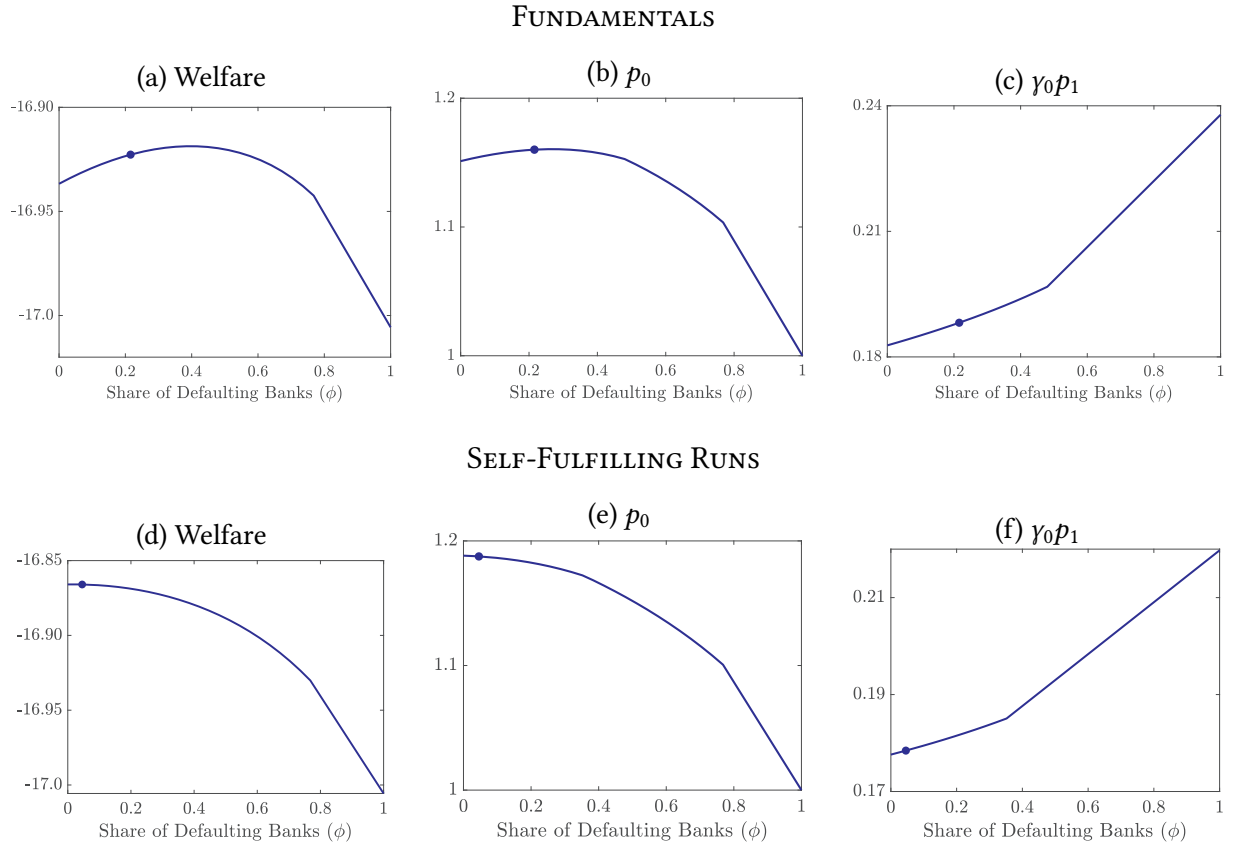 FUNDAMENTALS
(a) Welfare
(b) p₀
(c) γ₀p₁
-16.90
-16.95
-17.0
0 0.2 0.4 0.6 0.8 1
Share of Defaulting Banks (ϕ)
1.2
1.1
1
0 0.2 0.4 0.6 0.8 1
Share of Defaulting Banks (ϕ)
0.24
0.21
0.18
0 0.2 0.4 0.6 0.8 1
Share of Defaulting Banks (ϕ)
SELF-FULFILLING RUNS
(d) Welfare
(e) p₀
(f) γ₀p₁
-16.85
-16.90
-16.95
-17.0
0 0.2 0.4 0.6 0.8 1
Share of Defaulting Banks (ϕ)
1.2
1.1
1
0 0.2 0.4 0.6 0.8 1
Share of Defaulting Banks (ϕ)
0.21
0.19
0.17
0 0.2 0.4 0.6 0.8 1
Share of Defaulting Banks (ϕ)